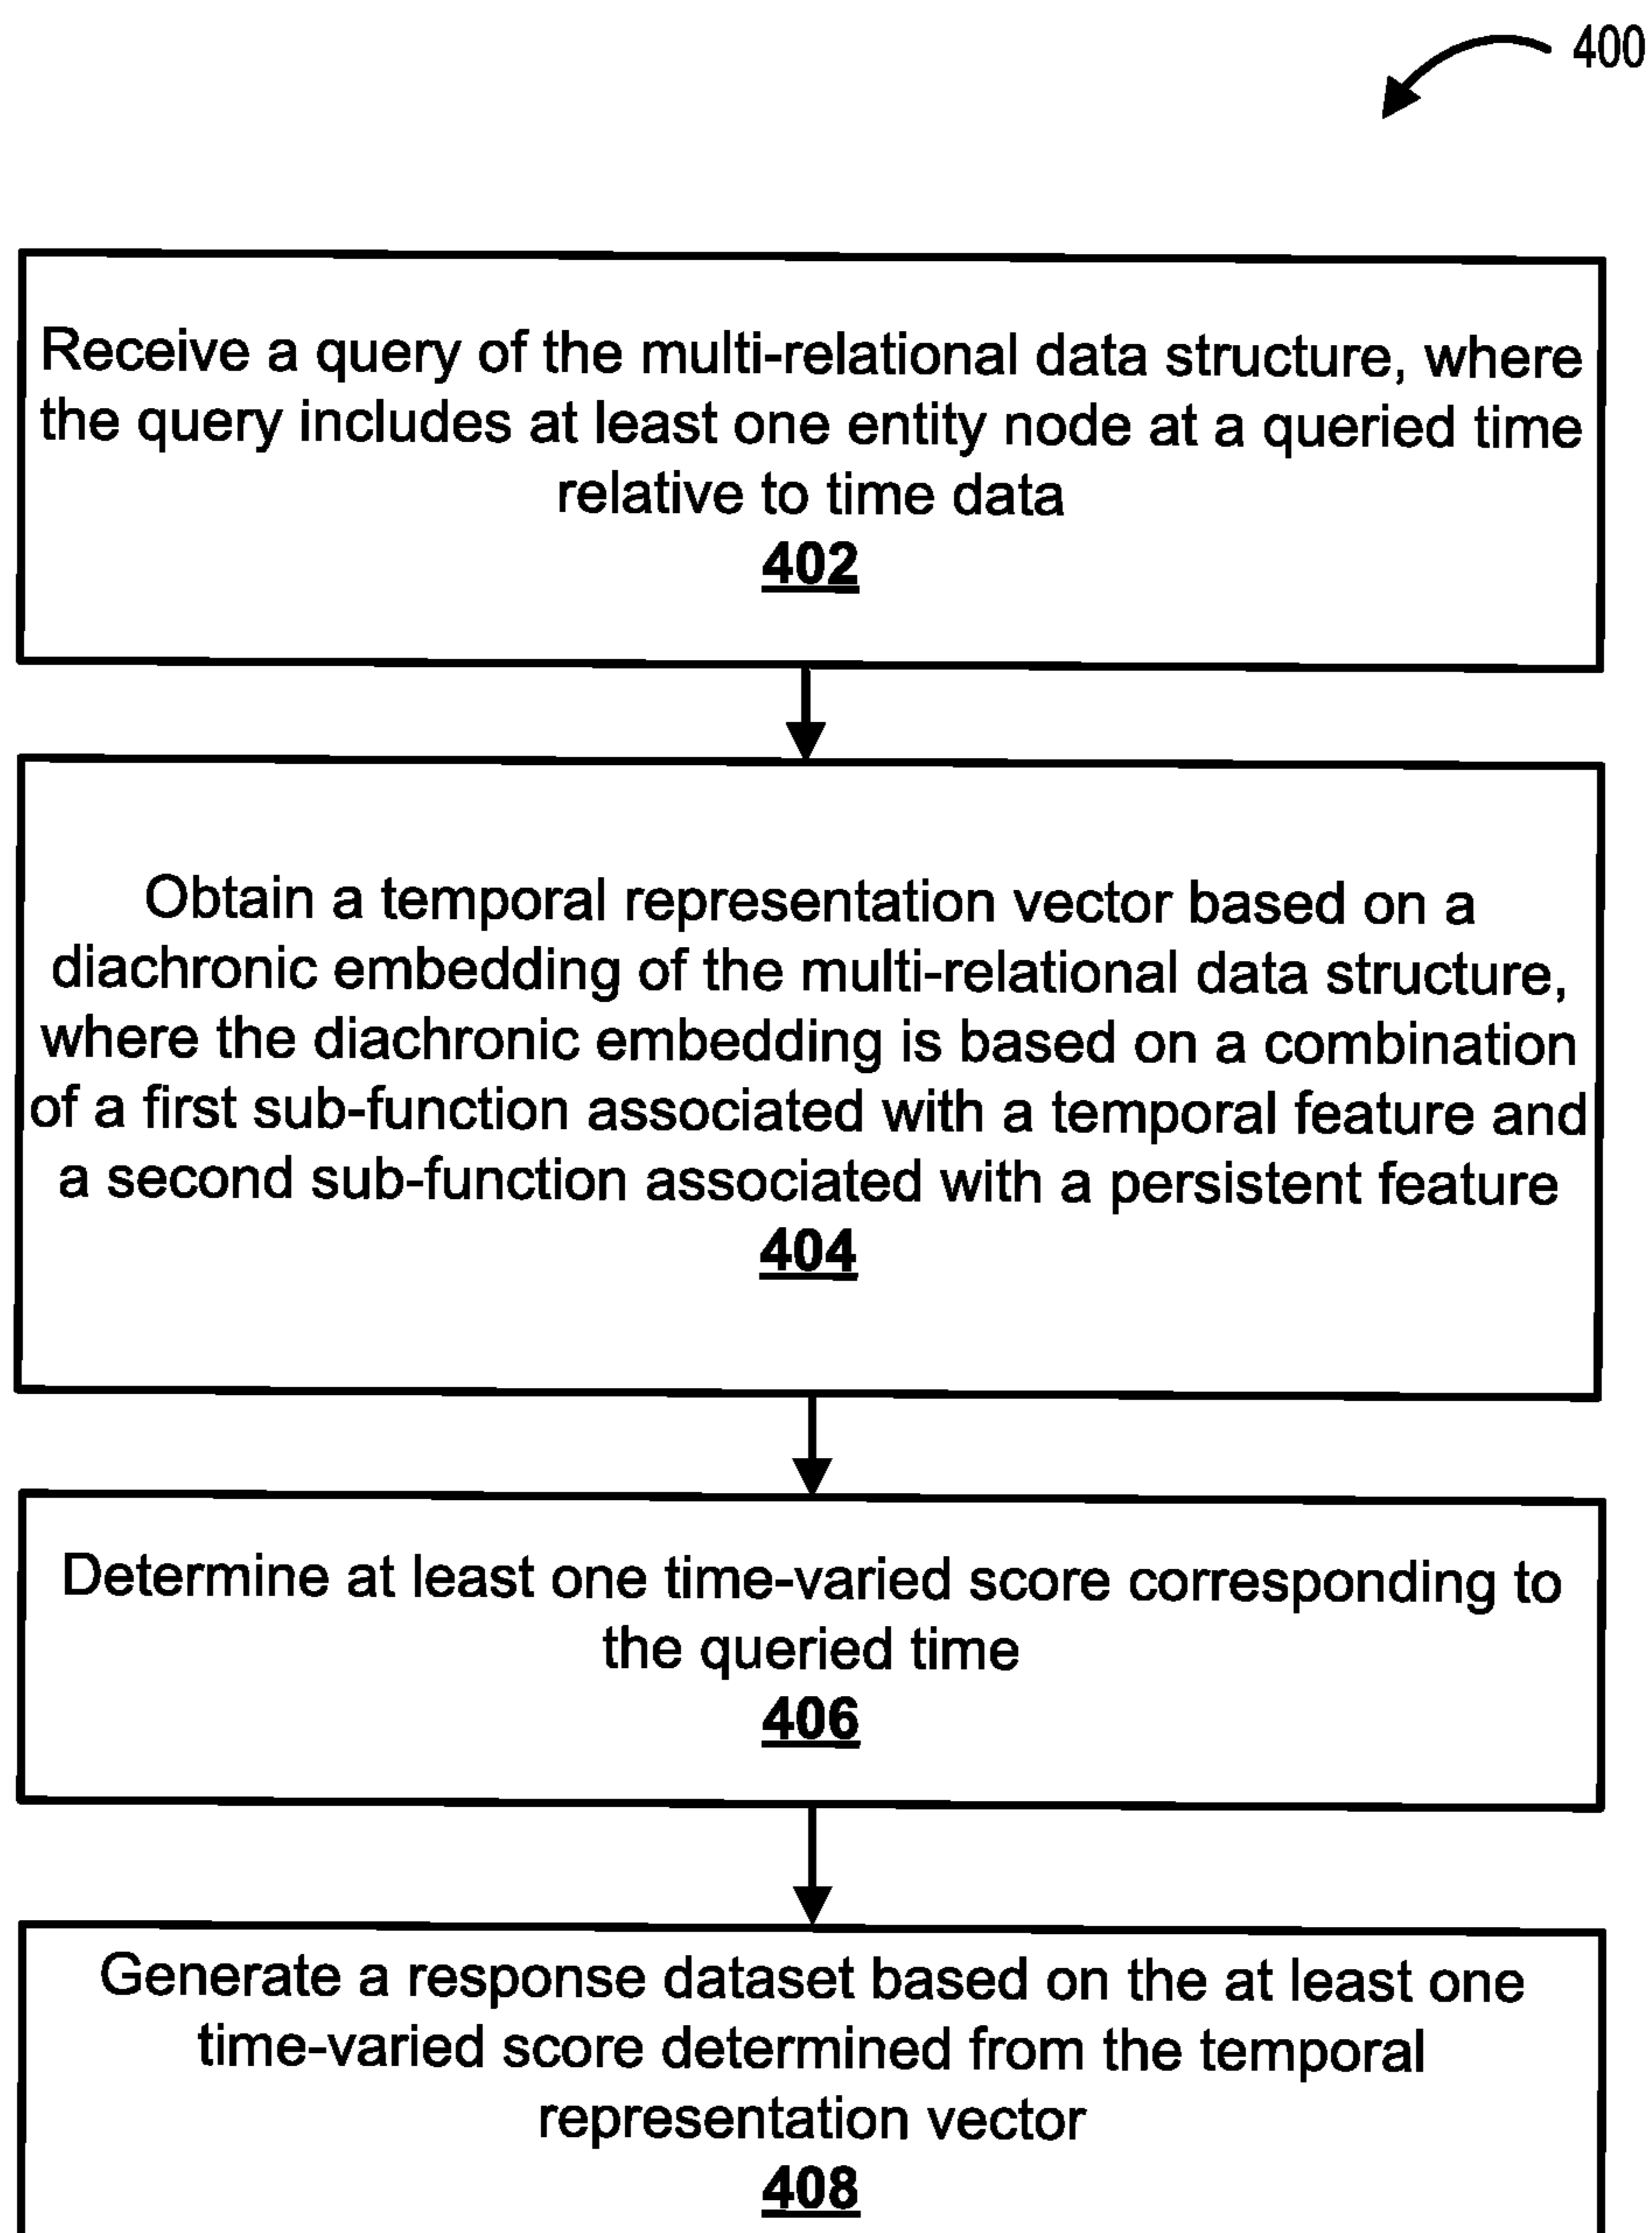 400
Receive a query of the multi-relational data structure, where
the query includes at least one entity node at a queried time
relative to time data
402
Obtain a temporal representation vector based on a
diachronic embedding of the multi-relational data structure,
where the diachronic embedding is based on a combination
of a first sub-function associated with a temporal feature and
a second sub-function associated with a persistent feature
404
Determine at least one time-varied score corresponding to
the queried time
406
Generate a response dataset based on the at least one
time-varied score determined from the temporal
representation vector
408